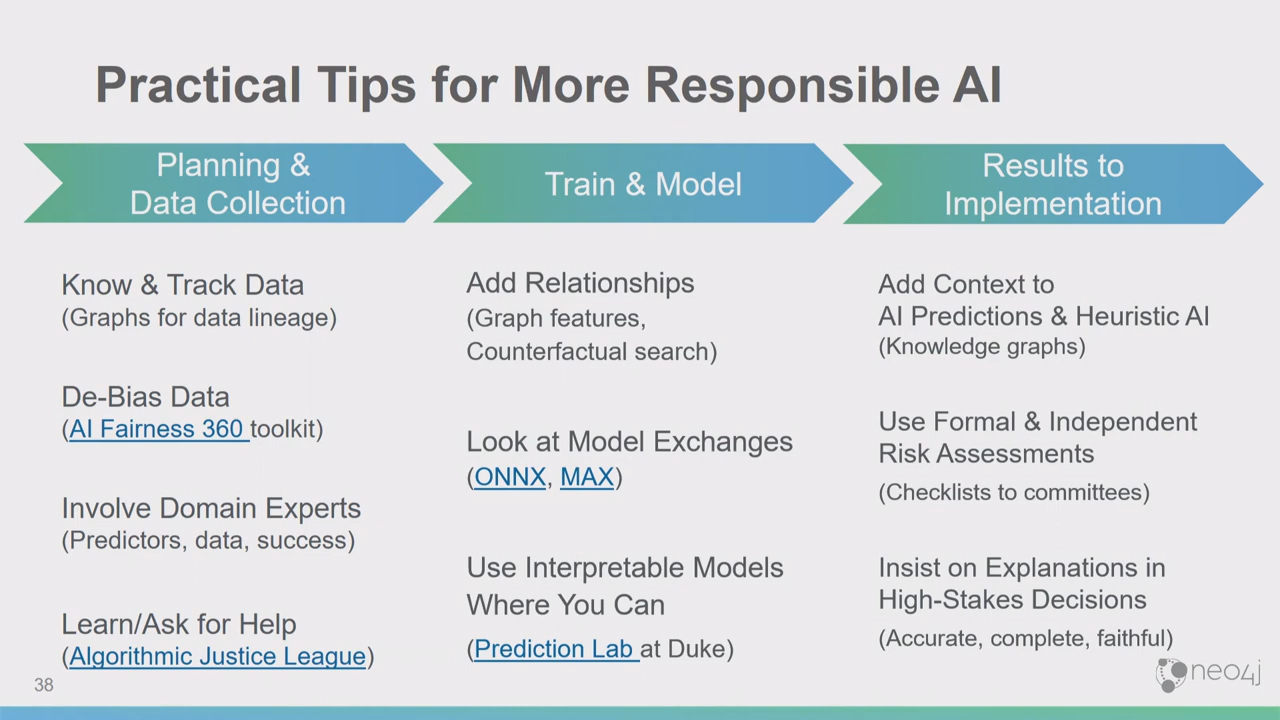 Practical Tips for More Responsible AI
Planning &
Data Collection
Know & Track Data
(Graphs for data lineage)
De-Bias Data
(AI Fairness 360 toolkit)
Involve Domain Experts
(Predictors, data, success)
Learn/Ask for Help
(Algorithmic Justice League)
Train & Model
Add Relationships
(Graph features,
Counterfactual search)
Look at Model Exchanges
(ONNX, MAX)
Use Interpretable Models
Where You Can
(Prediction Lab at Duke)
Results to
Implementation
Add Context to
AI Predictions & Heuristic AI
(Knowledge graphs)
Use Formal & Independent
Risk Assessments
(Checklists to committees)
Insist on Explanations in
High-Stakes Decisions
(Accurate, complete, faithful)
38
neo4j